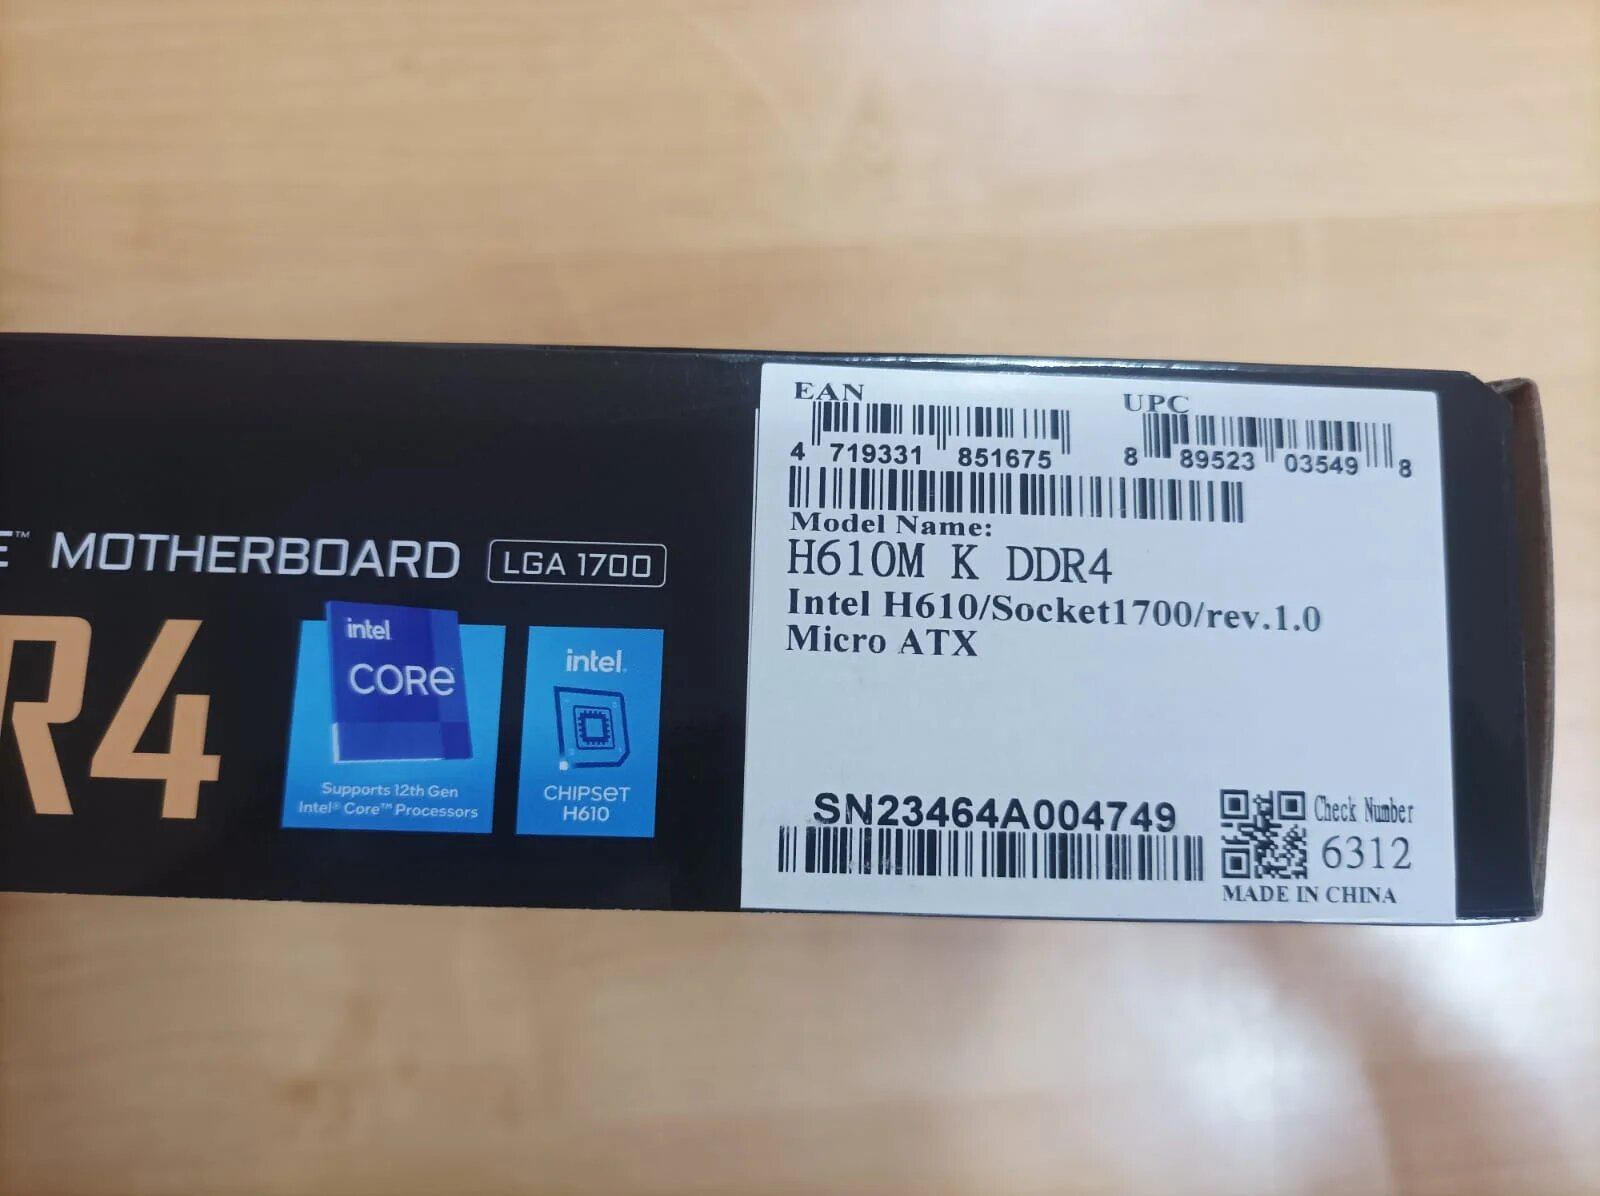 E™ MOTHERBOARD LGA 1700
R4
intel
CORE
Supports 12th Gen
Intel® Core™ Processors
intel.
CHIPSET
H610
EAN
4 719331 851675
UPC
8 89523 03549 8
Model Name:
H610M K DDR4
Intel H610/Socket1700/rev.1.0
Micro ATX
SN23464A004749
Check Number
6312
MADE IN CHINA